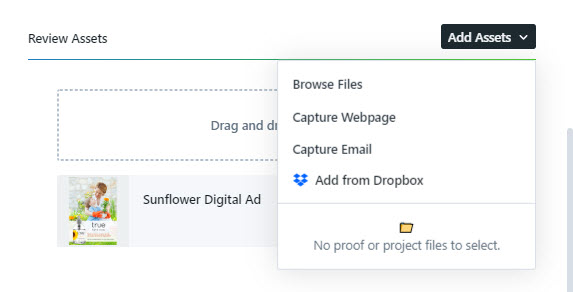 Review Assets
Add Assets
Browse Files
Drag and dr
Capture Webpage
Capture Email
Add from Dropbox
Sunflower Digital Ad
true
No proof or project files to select.